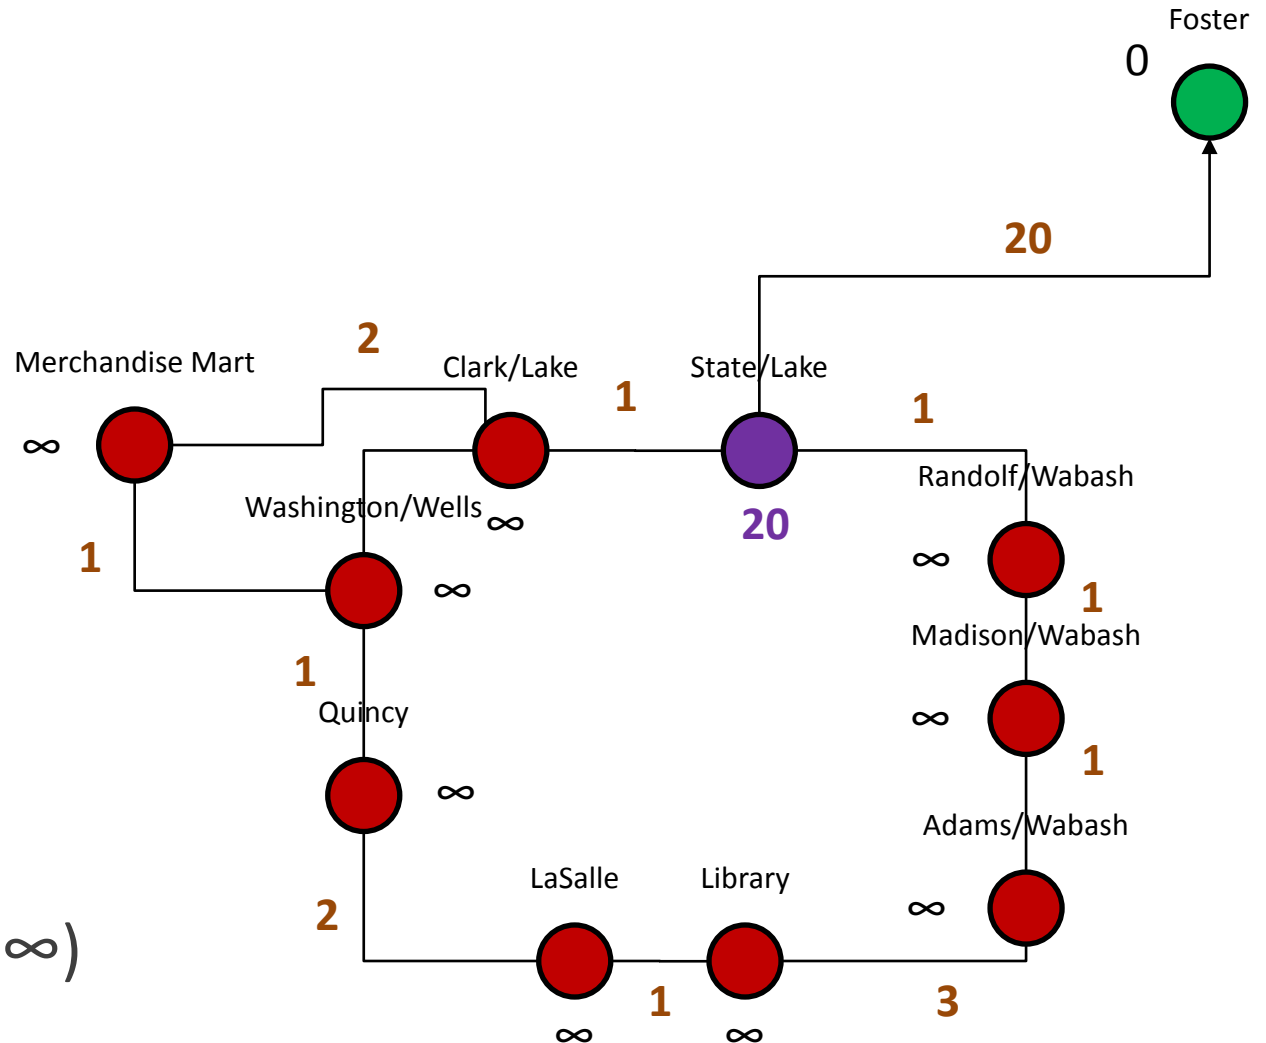 Foster
0
20
2
Merchandise Mart
Clark/Lake
State/Lake
1
1
∞
Randolf/Wabash
Washington/Wells
∞
20
1
∞
∞
1
Madison/Wabash
1
Quincy
∞
1
∞
Adams/Wabash
LaSalle
Library
2
∞
∞)
1
3
∞
∞